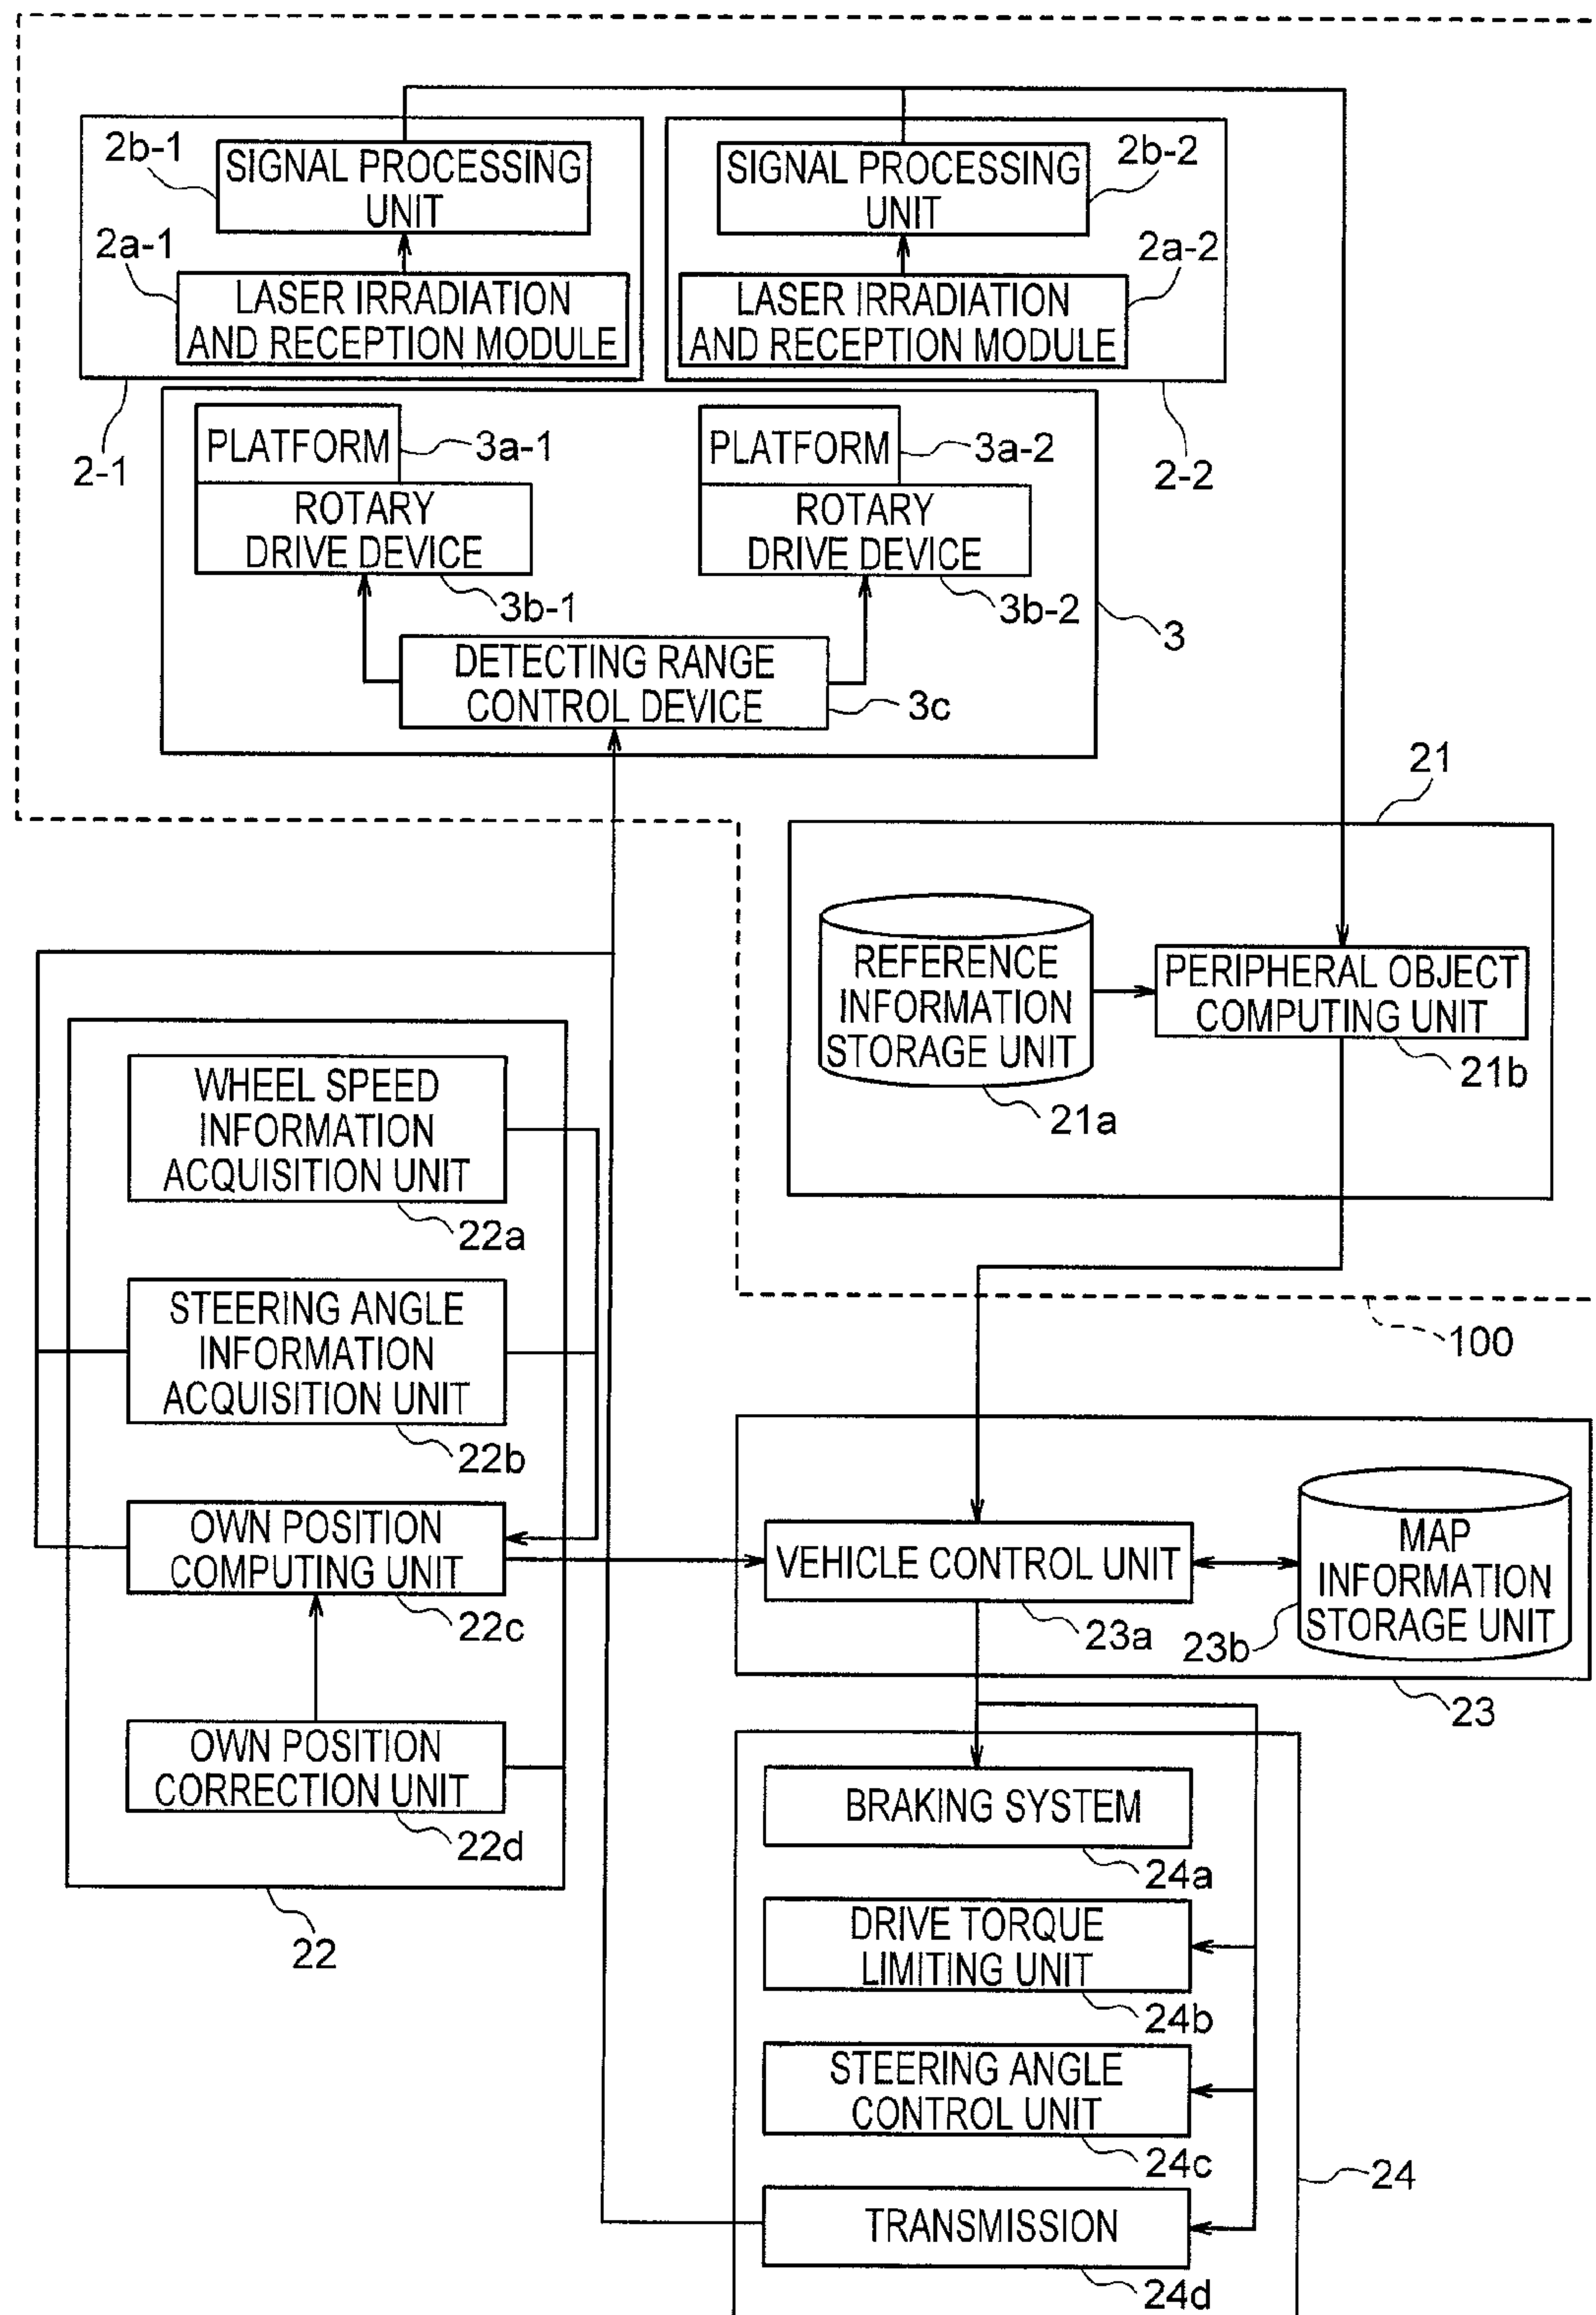 2b-1
SIGNAL PROCESSING
UNIT
2a-1
LASER IRRADIATION
AND RECEPTION MODULE
2-1
SIGNAL PROCESSING
UNIT
2b-2
2a-2
LASER IRRADIATION
AND RECEPTION MODULE
2-2
PLATFORM
3a-1
ROTARY
DRIVE DEVICE
3b-1
PLATFORM
3a-2
ROTARY
DRIVE DEVICE
3b-2
3
DETECTING RANGE
CONTROL DEVICE
3c
21
REFERENCE
INFORMATION
STORAGE UNIT
21a
PERIPHERAL OBJECT
COMPUTING UNIT
21b
100
WHEEL SPEED
INFORMATION
ACQUISITION UNIT
22a
STEERING ANGLE
INFORMATION
ACQUISITION UNIT
22b
OWN POSITION
COMPUTING UNIT
22c
OWN POSITION
CORRECTION UNIT
22d
22
VEHICLE CONTROL UNIT
23a
MAP
INFORMATION
STORAGE UNIT
23b
23
BRAKING SYSTEM
24a
DRIVE TORQUE
LIMITING UNIT
24b
STEERING ANGLE
CONTROL UNIT
24c
24
TRANSMISSION
24d